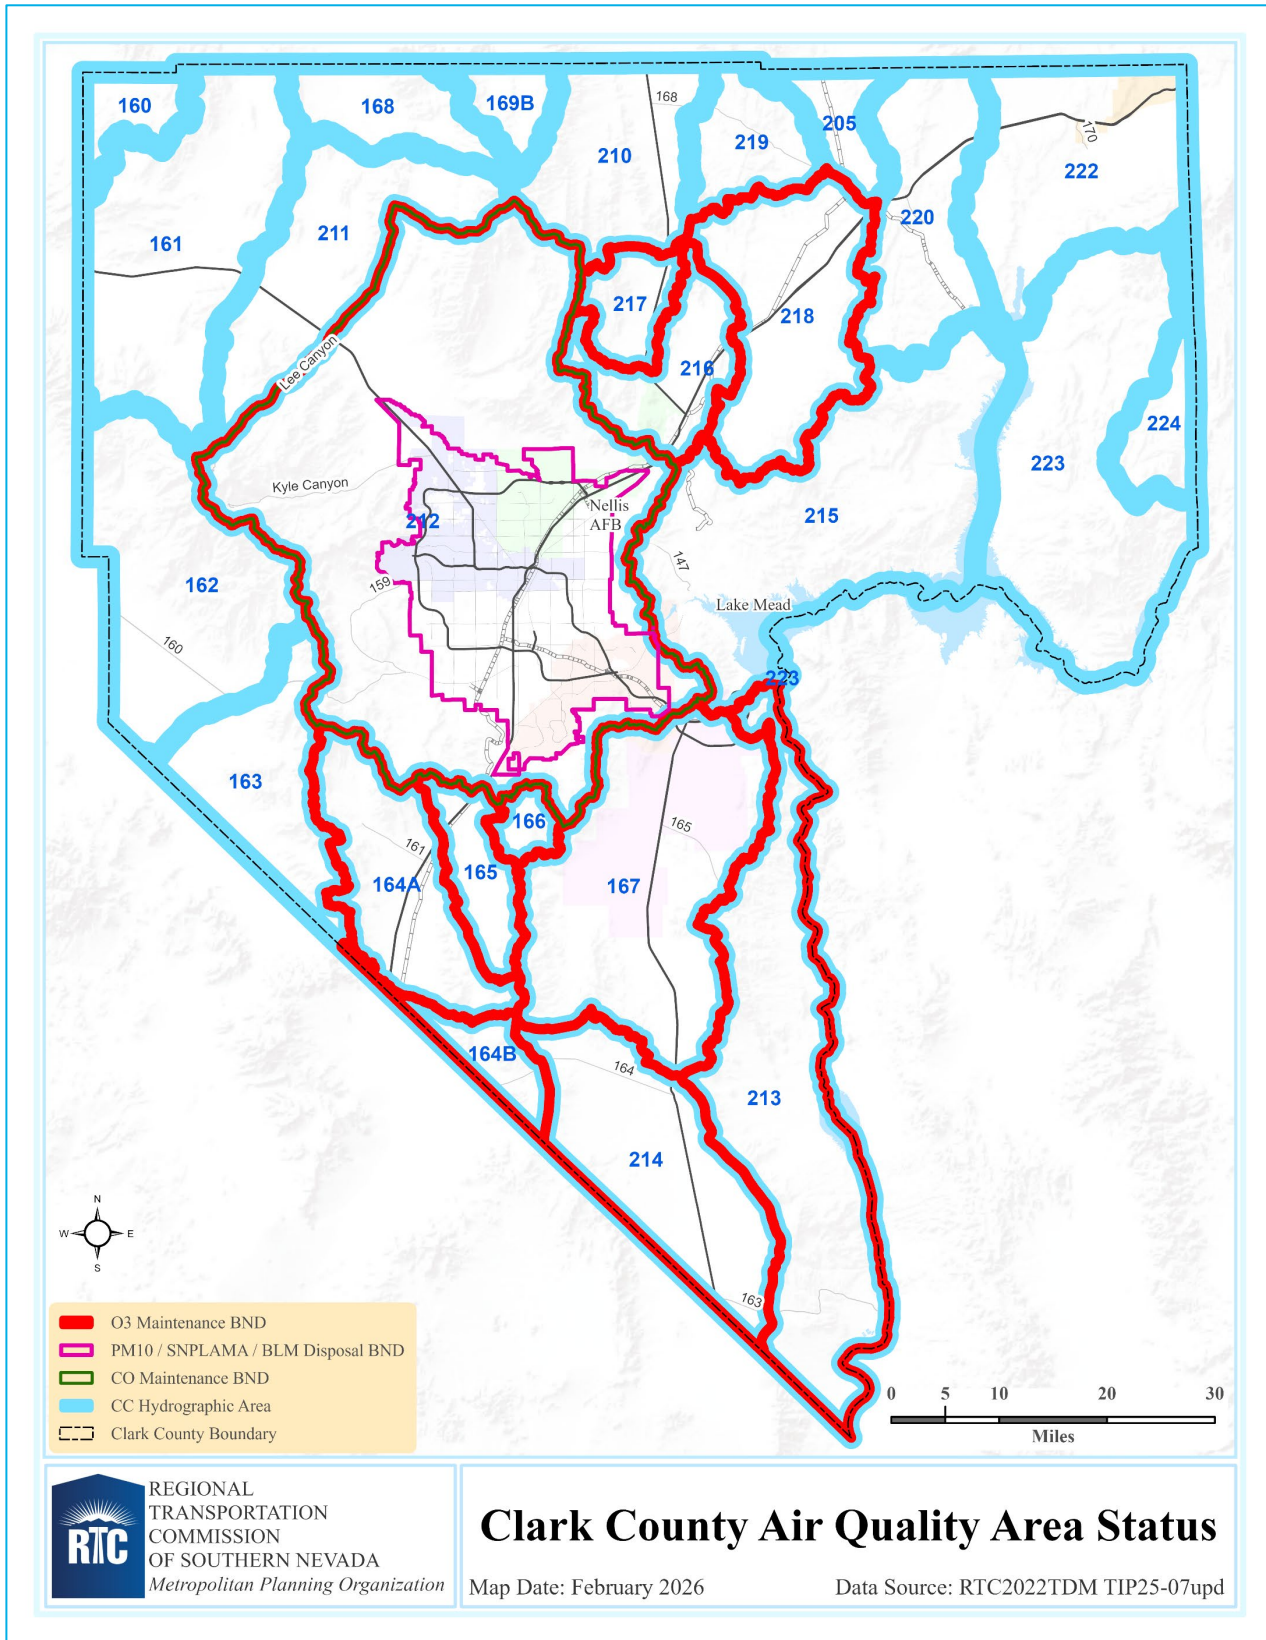 160
168
169B
168
210
219
205
170
222
161
211
220
217
218
Lee Canyon
216
224
223
Kyle Canyon
212
Nellis
AFB
215
147
162
159
Lake Mead
160
223
163
166
165
161
165
164A
167
164B
164
213
214
163
N
W
E
S
O3 Maintenance BND
PM10 / SNPLAMA / BLM Disposal BND
CO Maintenance BND
CC Hydrographic Area
Clark County Boundary
0 5 10 20 30
Miles
RTC
REGIONAL
TRANSPORTATION
COMMISSION
OF SOUTHERN NEVADA
Metropolitan Planning Organization
Clark County Air Quality Area Status
Map Date: February 2026
Data Source: RTC2022TDM TIP25-07upd